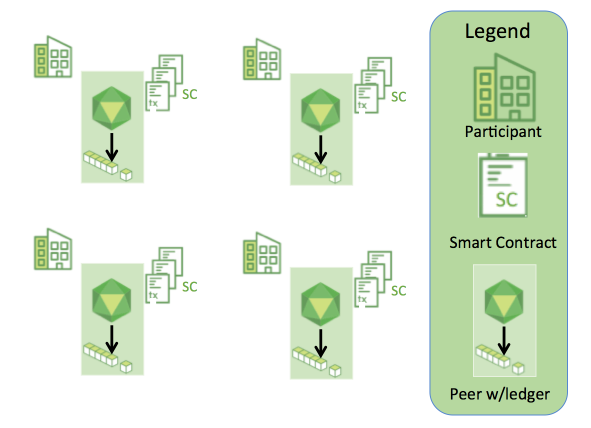 Legend
tx
SC
tx
SC
Participant
SC
Smart Contract
tx
SC
tx
SC
Peer w/ledger